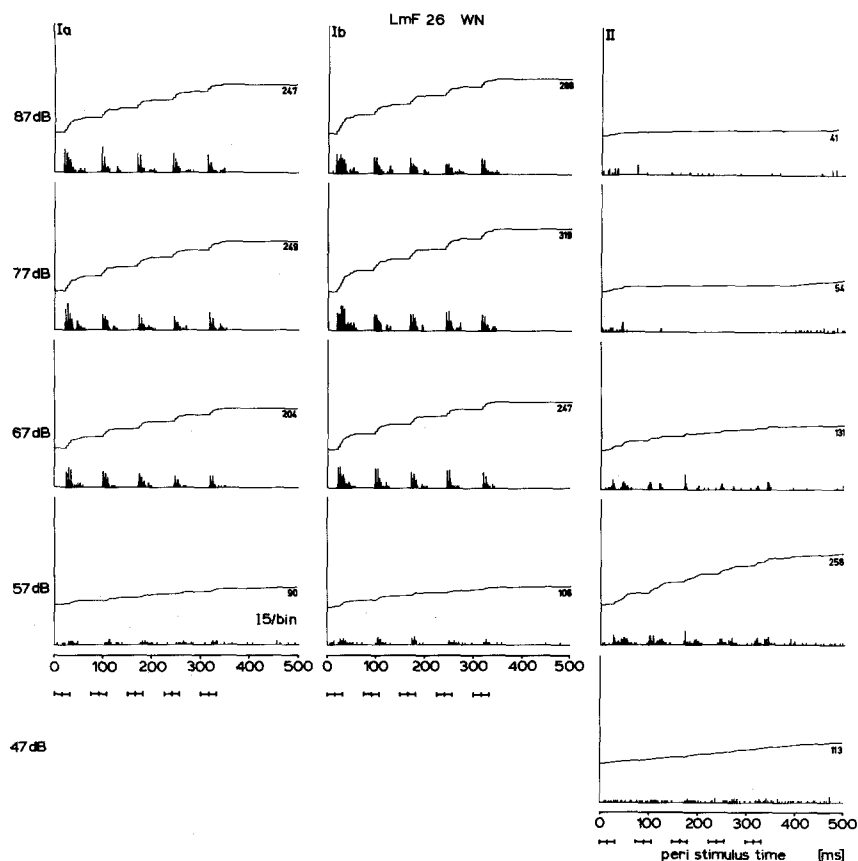 LmF 26 WN
Ia Ib II
87dB 247 41
77dB 249 319 54
67dB 204 247 131
57dB 90 106 256
15/bin
0 100 200 300 400 500 0 100 200 300 400 500
47dB 113
0 100 200 300 400 500
peri stimulus time [ms]